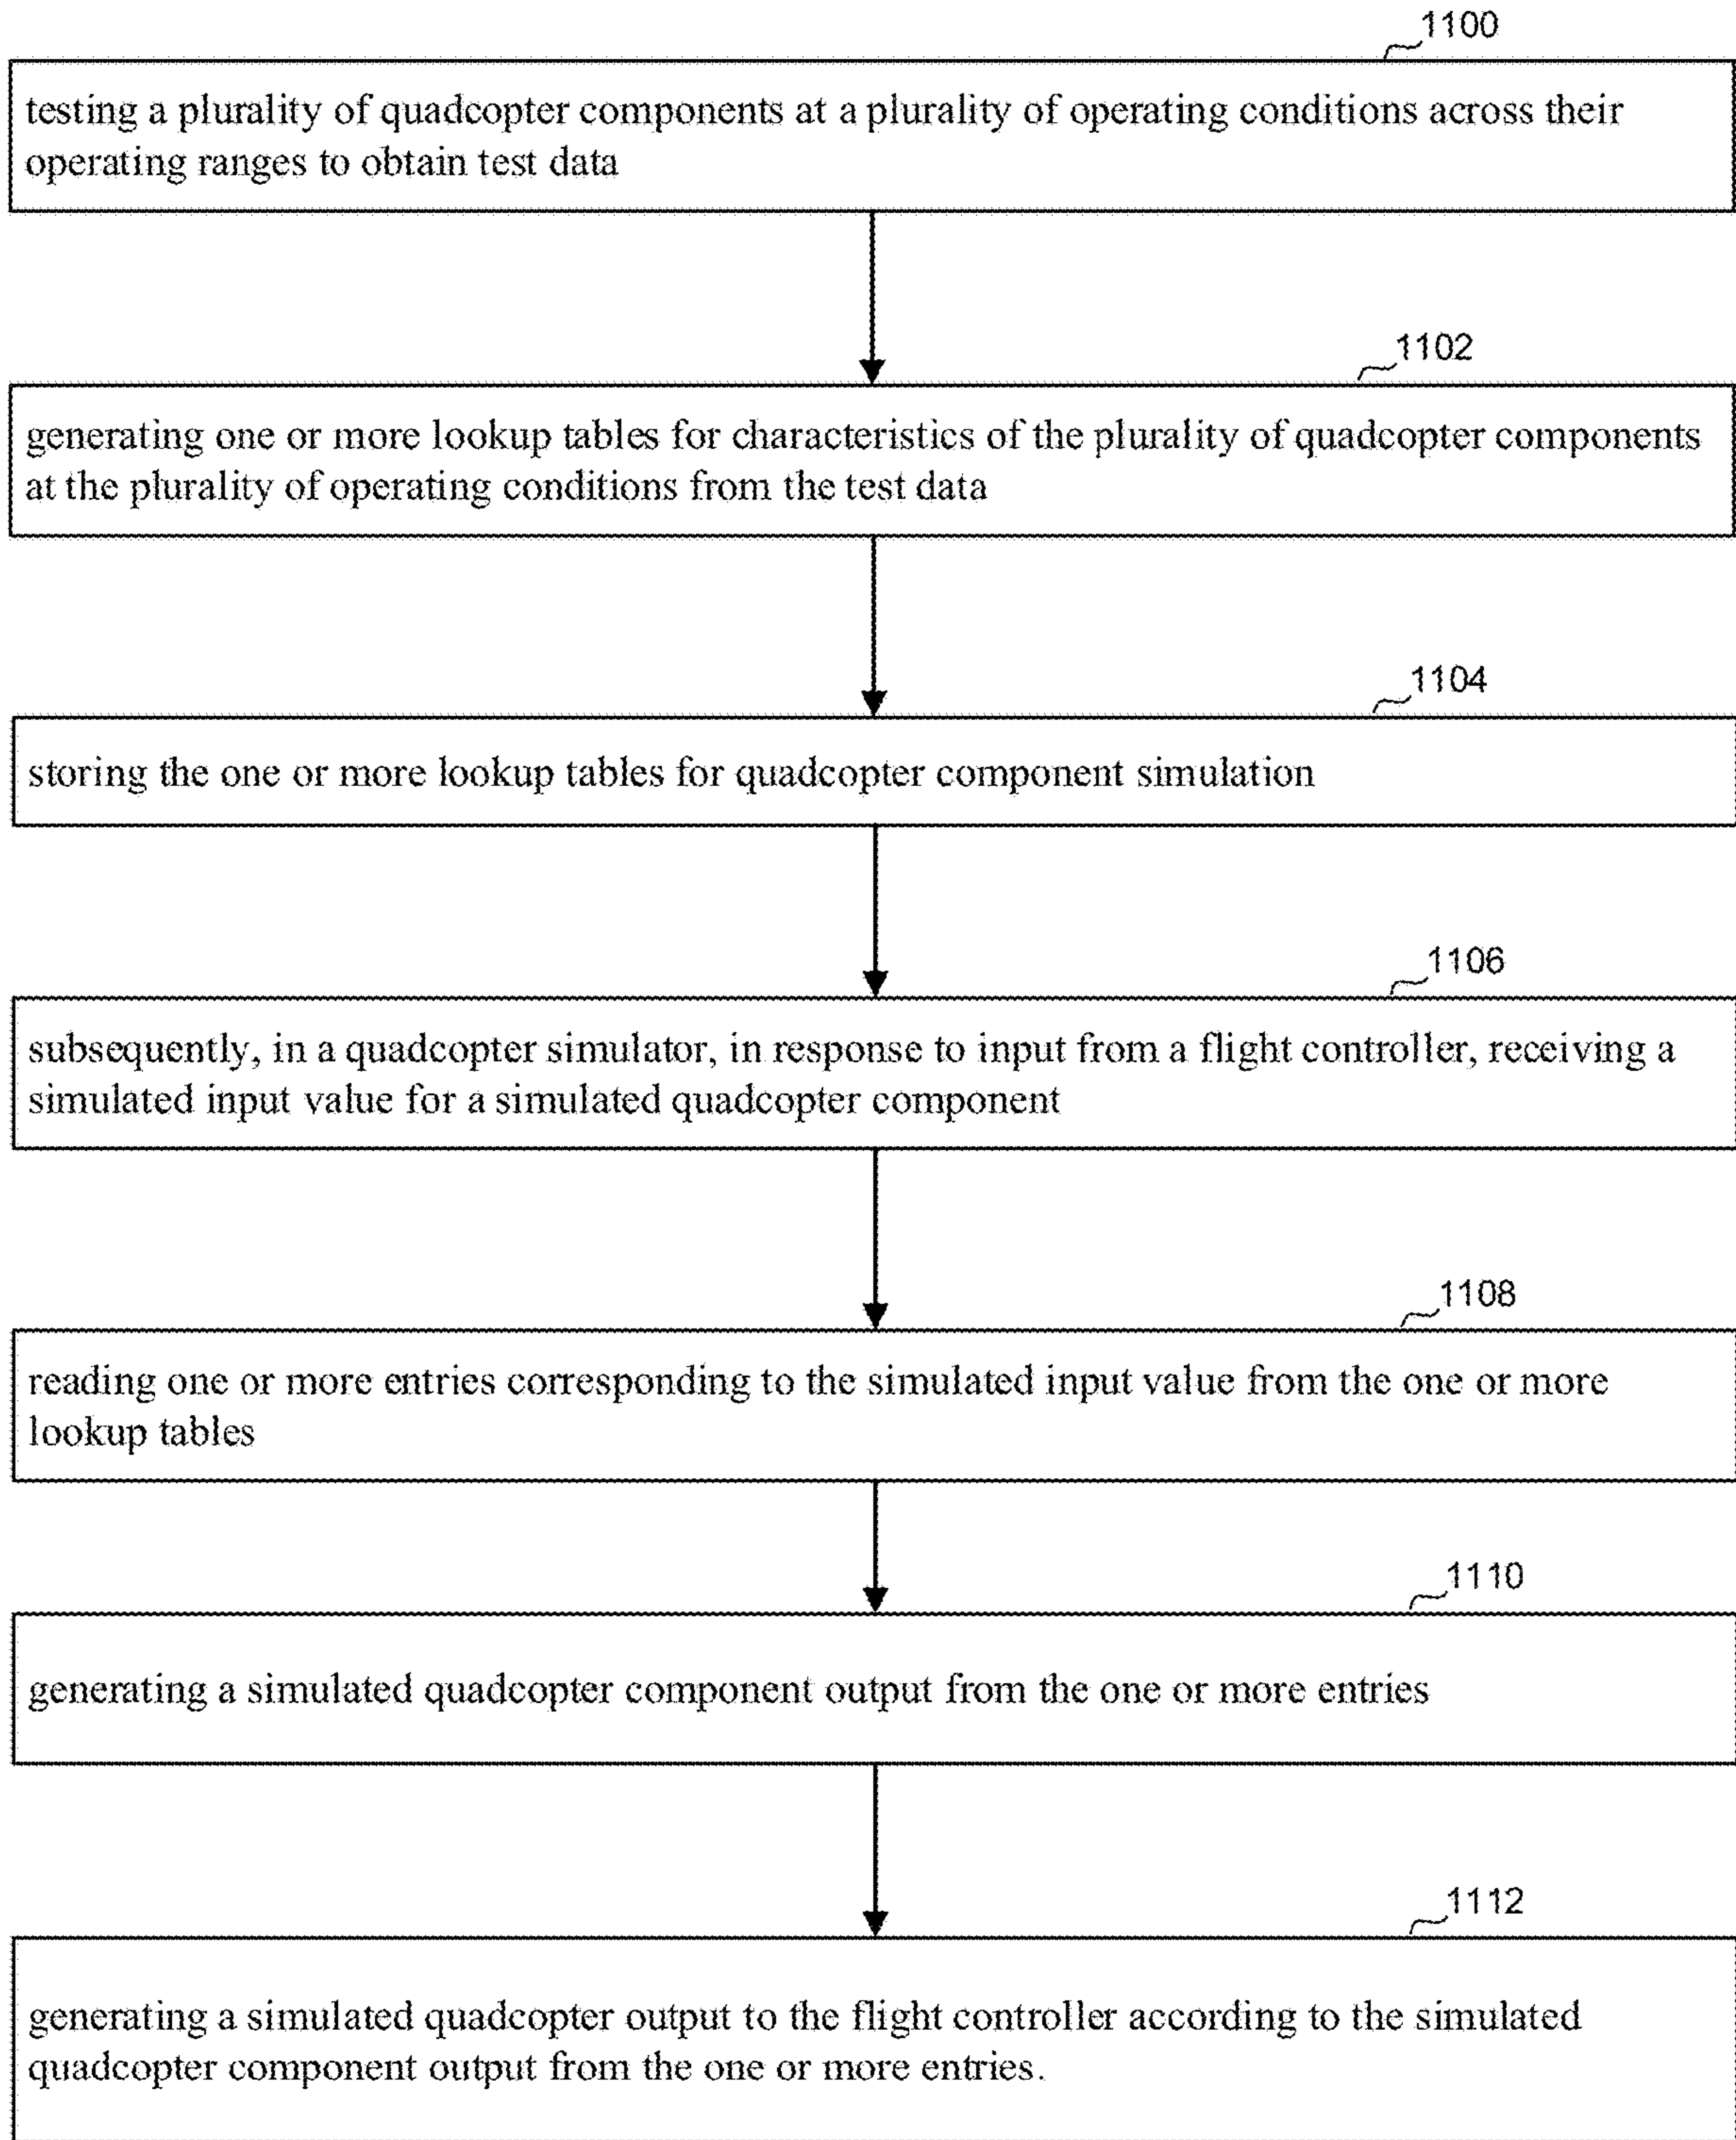 1100
testing a plurality of quadcopter components at a plurality of operating conditions across their
operating ranges to obtain test data
1102
generating one or more lookup tables for characteristics of the plurality of quadcopter components
at the plurality of operating conditions from the test data
1104
storing the one or more lookup tables for quadcopter component simulation
1106
subsequently, in a quadcopter simulator, in response to input from a flight controller, receiving a
simulated input value for a simulated quadcopter component
1108
reading one or more entries corresponding to the simulated input value from the one or more
lookup tables
1110
generating a simulated quadcopter component output from the one or more entries
1112
generating a simulated quadcopter output to the flight controller according to the simulated
quadcopter component output from the one or more entries.